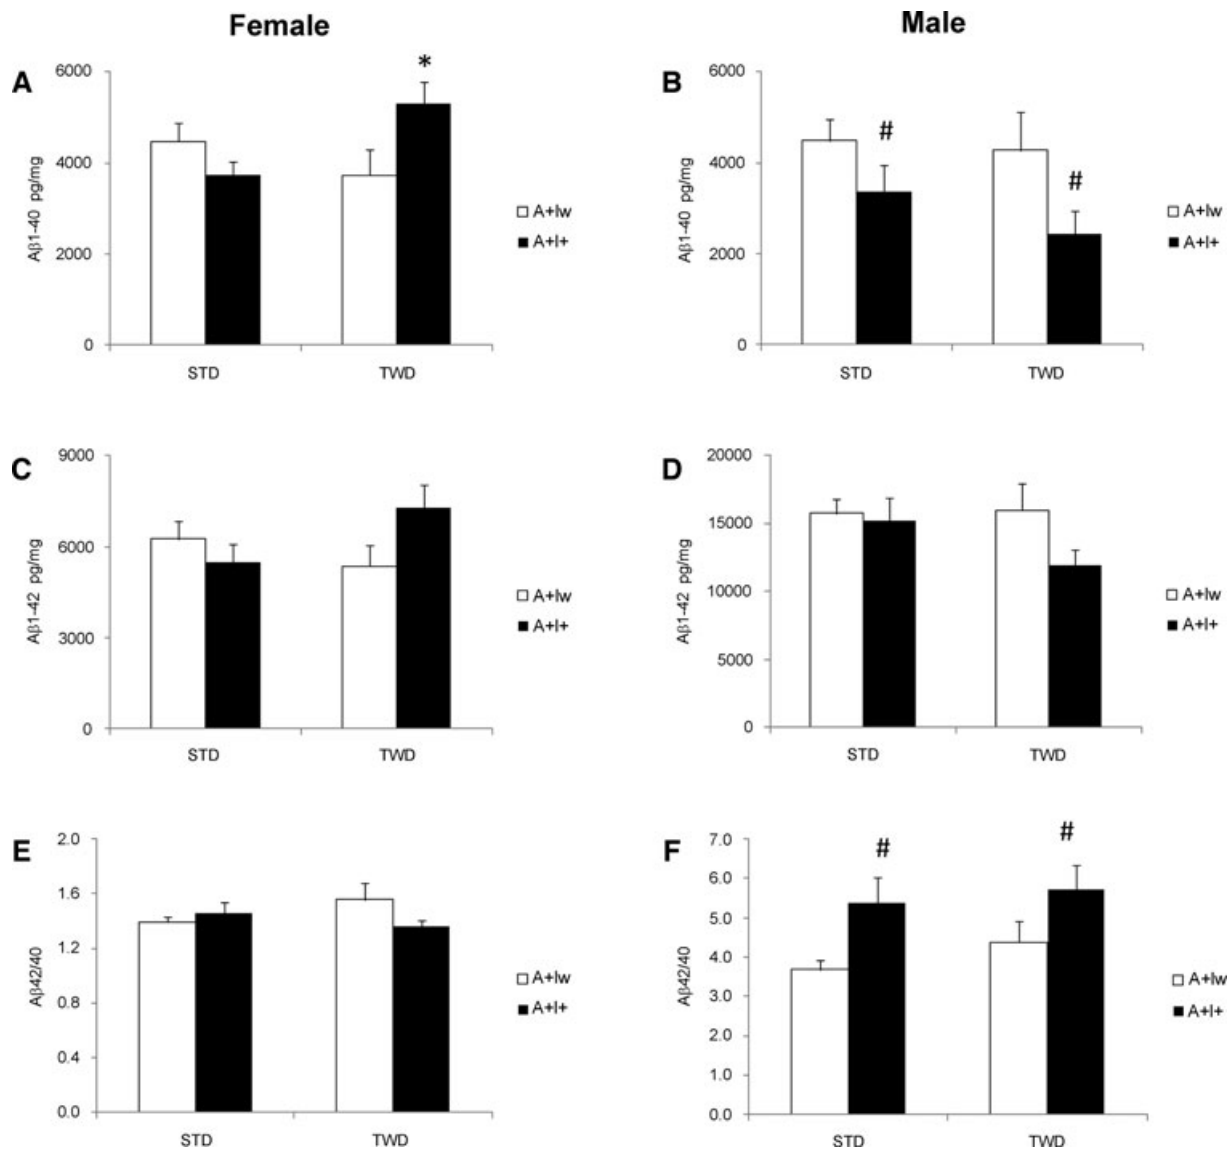 Female
Male
A
6000
4000
2000
0
Aβ1-40 pg/mg
*
STD
TWD
A+Iw
A+I+
B
6000
4000
2000
0
Aβ1-40 pg/mg
#
#
STD
TWD
A+Iw
A+I+
C
9000
6000
3000
0
Aβ1-42 pg/mg
STD
TWD
A+Iw
A+I+
D
20000
15000
10000
5000
0
Aβ1-42 pg/mg
STD
TWD
A+Iw
A+I+
E
2.0
1.6
1.2
0.8
0.4
0.0
Aβ42/40
STD
TWD
A+Iw
A+I+
F
7.0
6.0
5.0
4.0
3.0
2.0
1.0
0.0
Aβ42/40
#
#
STD
TWD
A+Iw
A+I+